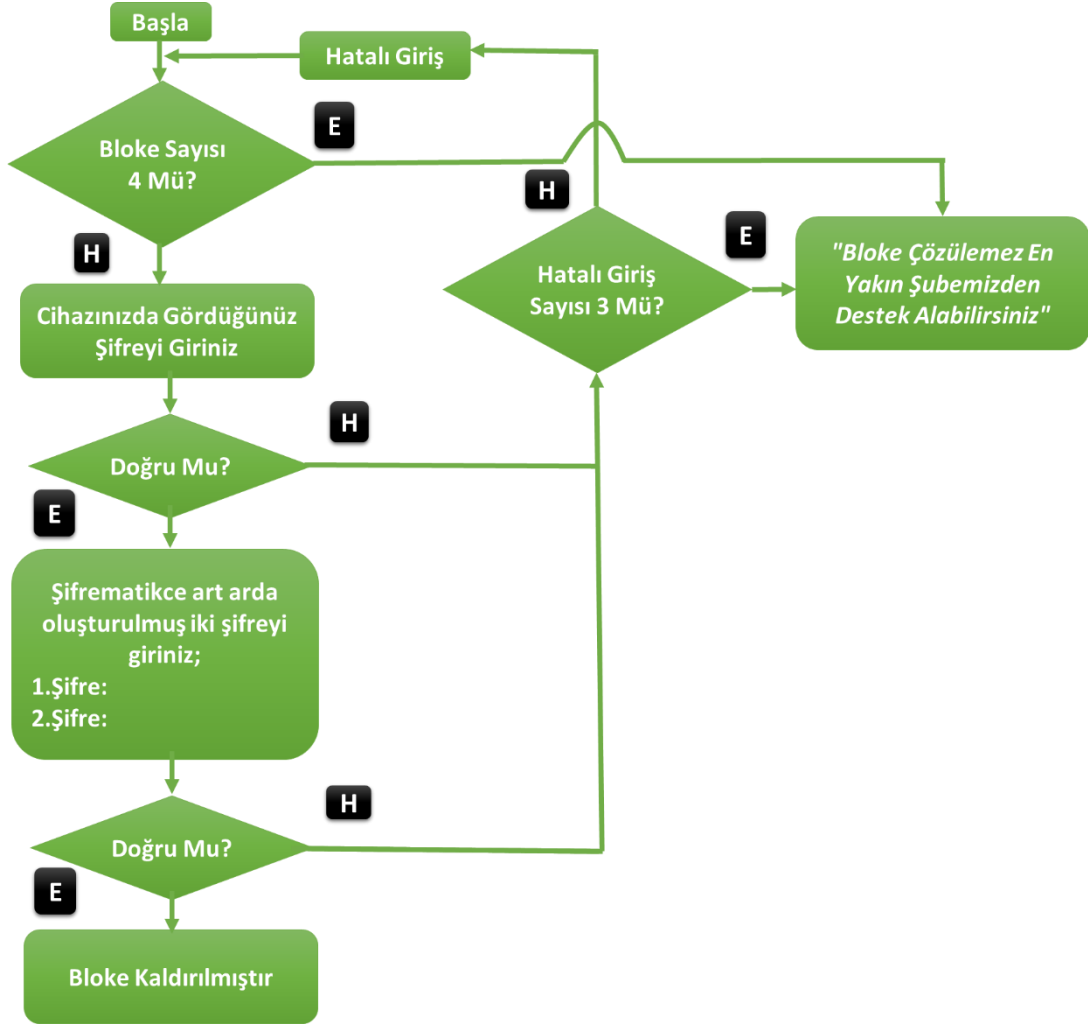 Başla
Hatalı Giriş
E
Bloke Sayısı
4 Mü?
H
H
E
"Bloke Çözülemez En
Yakın Şubemizden
Destek Alabilirsiniz"
Hatalı Giriş
Sayısı 3 Mü?
Cihazınızda Gördüğünüz
Şifreyi Giriniz
H
Doğru Mu?
E
Şifrematikce art arda
oluşturulmuş iki şifreyi
giriniz;
1.Şifre:
2.Şifre:
H
Doğru Mu?
E
Bloke Kaldırılmıştır